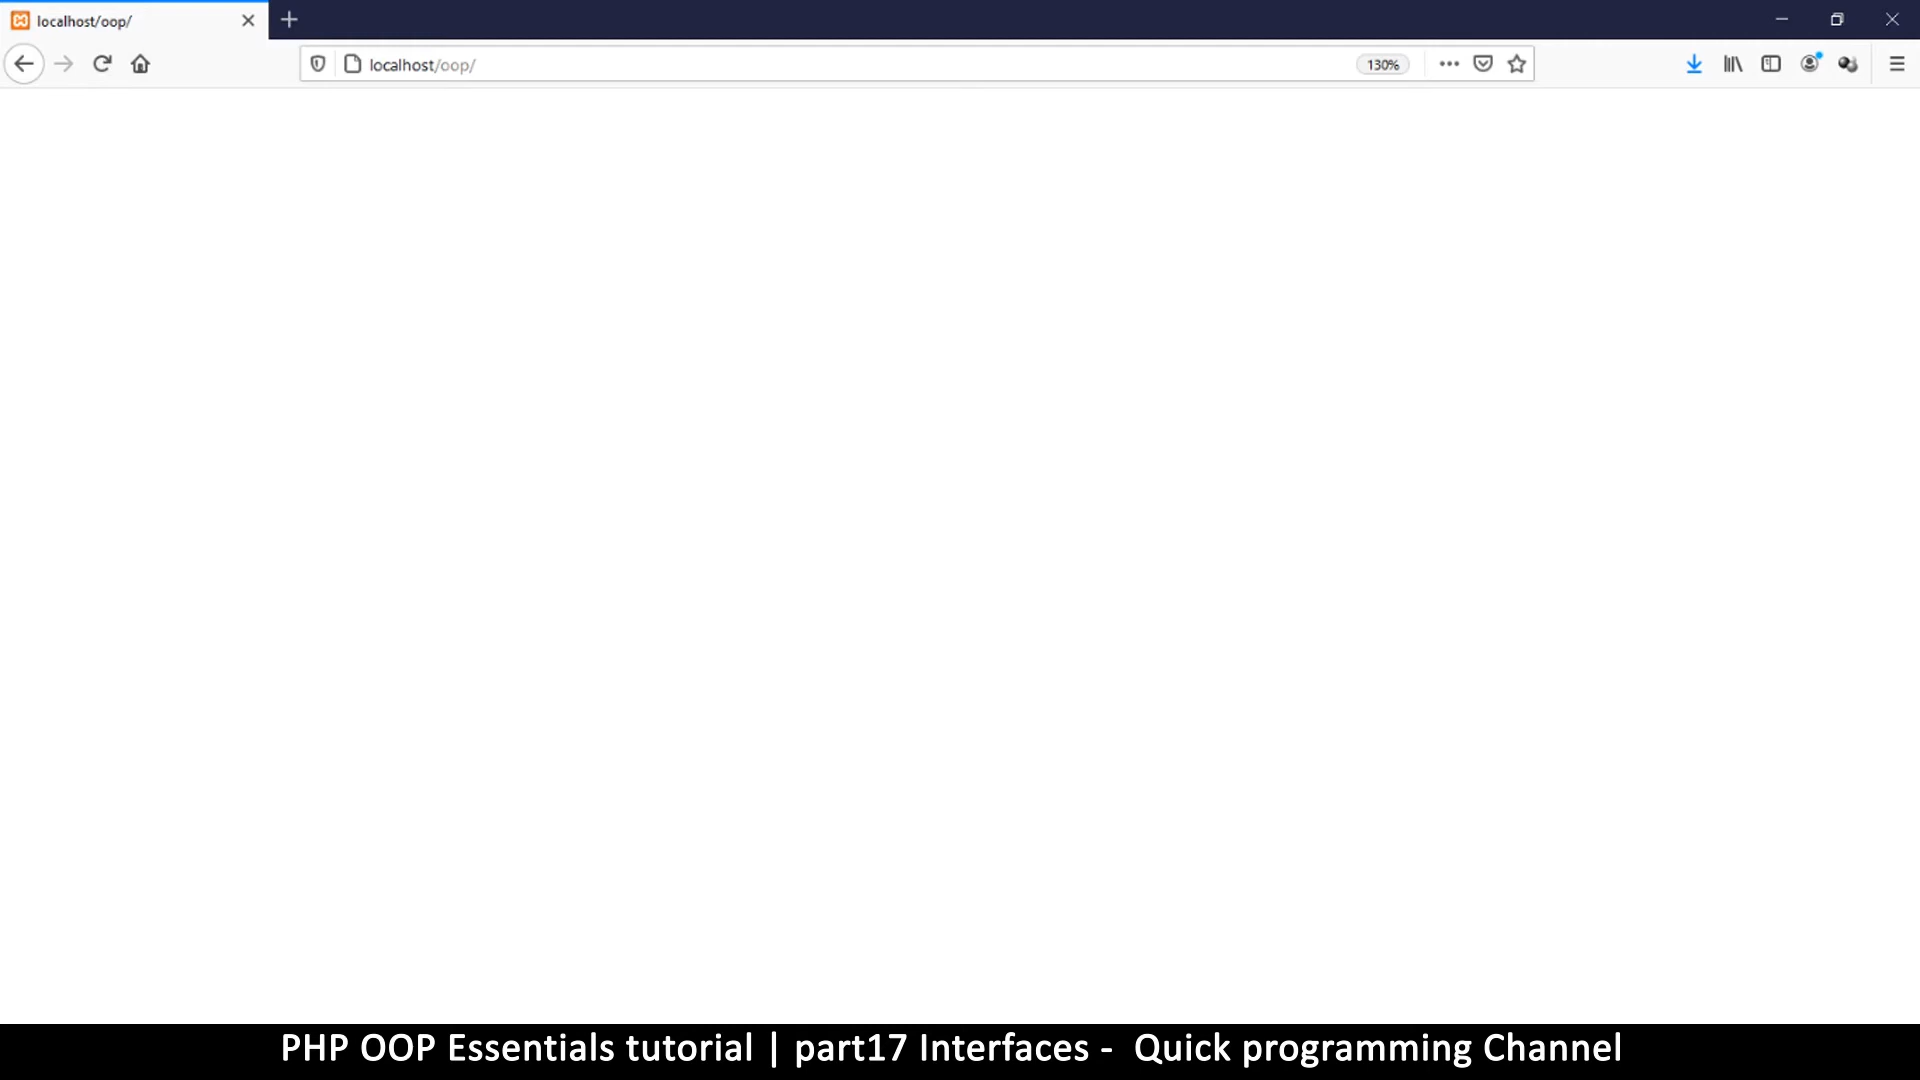 localhost/oop/
localhost/oop/
130%
PHP OOP Essentials tutorial | part17 Interfaces - Quick programming Channel